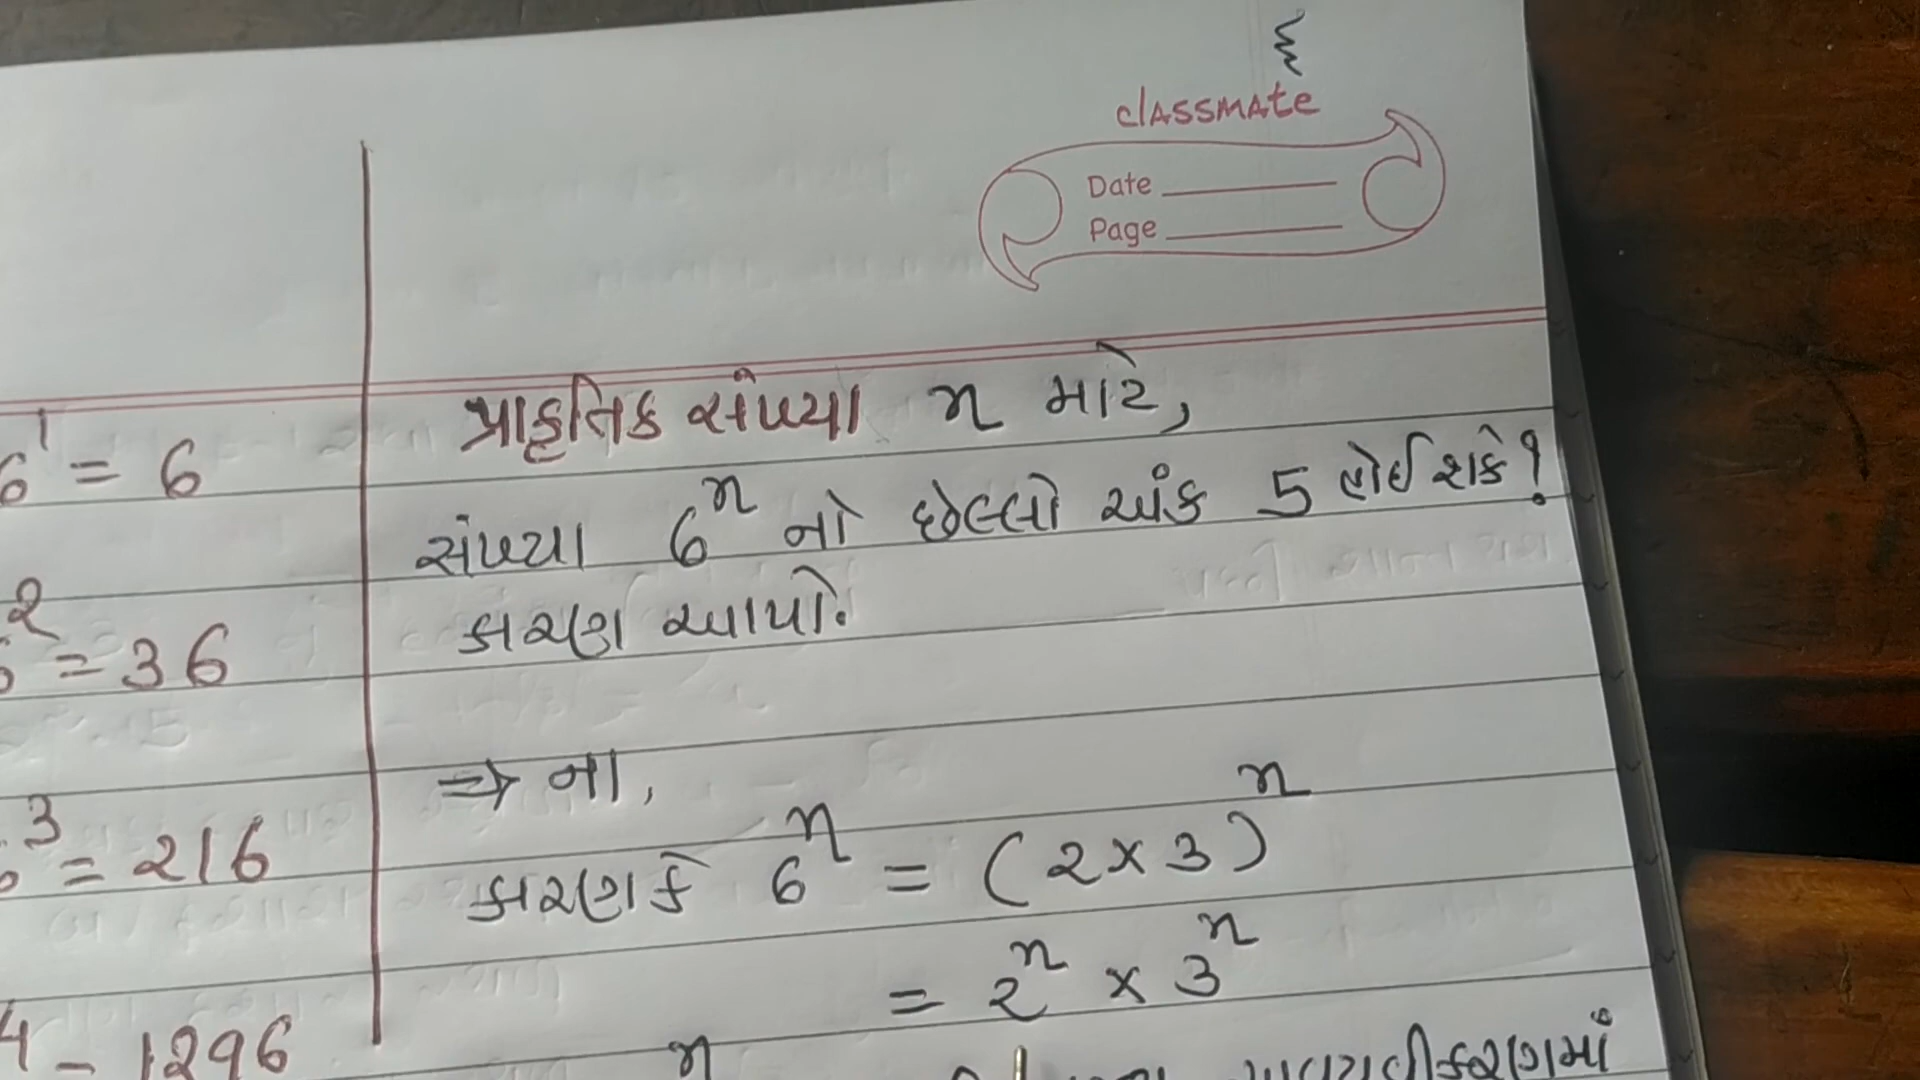 classmate
Date
Page
6¹ = 6
પ્રાકૃતિક સંખ્યા n માટે,
સંખ્યા 6ⁿ નો છેલ્લો અંક 5 હોઈ શકે?
કારણ આપો.
6² = 36
⇒ ના,
6³ = 216
કારણ કે 6ⁿ = (2 × 3)ⁿ
= 2ⁿ × 3ⁿ
4 - 1296
n